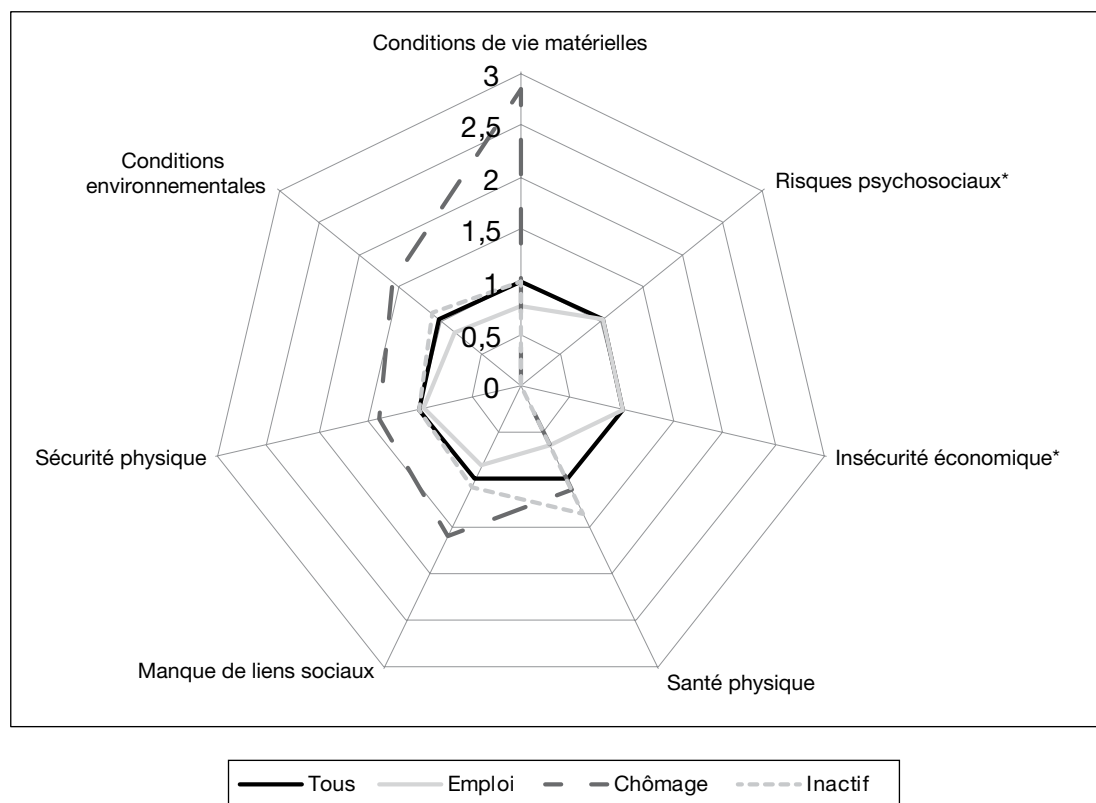 Conditions de vie matérielles
3
2,5
2
1,5
1
0,5
0
Risques psychosociaux*
Insécurité économique*
Santé physique
Manque de liens sociaux
Sécurité physique
Conditions
environnementales
Tous
Emploi
Chômage
Inactif